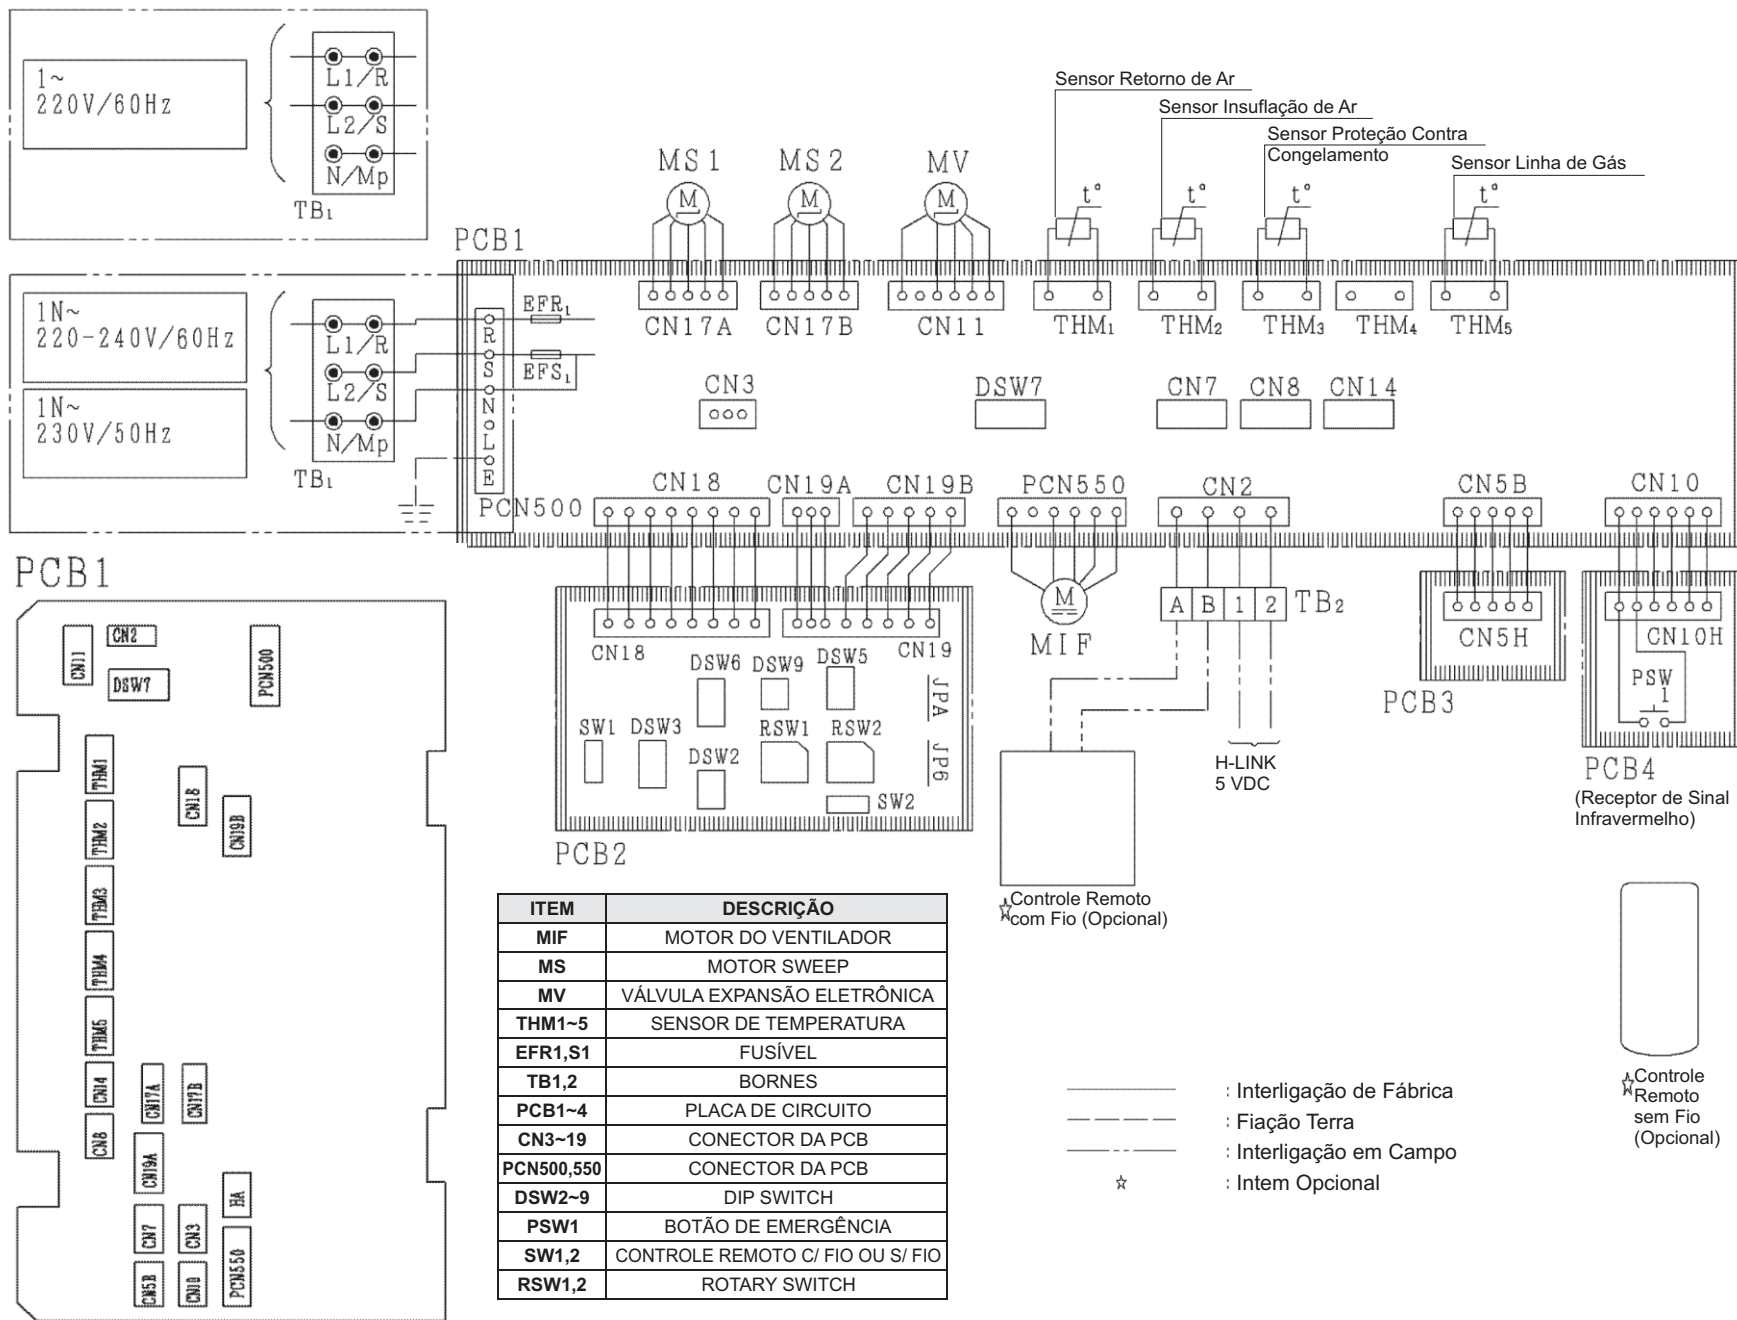 1~
220V/60Hz
L1/R
L2/S
N/Mp
TB1
1N~
220-240V/60Hz
1N~
230V/50Hz
L1/R
L2/S
N/Mp
TB1
PCB1
R
S
N
L
E
PCN500
EFR1
EFS1
MS1
M
MS2
M
MV
M
Sensor Retorno de Ar
Sensor Insuflação de Ar
Sensor Proteção Contra
Congelamento
Sensor Linha de Gás
t°
t°
t°
t°
CN17A
CN17B
CN11
THM1
THM2
THM3
THM4
THM5
CN3
DSW7
CN7
CN8
CN14
CN18
CN19A
CN19B
PCN550
CN2
CN5B
CN10
M
MIF
A
B
1
2
TB2
H-LINK
5 VDC
CN18
CN19
DSW6
DSW9
DSW5
JPA
SW1
DSW3
RSW1
RSW2
DSW2
JP6
SW2
PCB2
CN5H
PCB3
CN10H
PSW
1
PCB4
(Receptor de Sinal
Infravermelho)
☆Controle Remoto
com Fio (Opcional)
☆Controle
Remoto
sem Fio
(Opcional)
PCB1
CN11
CN2
DSW7
PCN500
THM1
THM2
THM3
THM4
THM5
CN18
CN19B
CN14
CN8
CN17A
CN17B
CN19A
HA
CN7
CN3
PCN550
CN5B
CN10
ITEM DESCRIÇÃO
MIF MOTOR DO VENTILADOR
MS MOTOR SWEEP
MV VÁLVULA EXPANSÃO ELETRÔNICA
THM1~5 SENSOR DE TEMPERATURA
EFR1,S1 FUSÍVEL
TB1,2 BORNES
PCB1~4 PLACA DE CIRCUITO
CN3~19 CONECTOR DA PCB
PCN500,550 CONECTOR DA PCB
DSW2~9 DIP SWITCH
PSW1 BOTÃO DE EMERGÊNCIA
SW1,2 CONTROLE REMOTO C/ FIO OU S/ FIO
RSW1,2 ROTARY SWITCH
: Interligação de Fábrica
: Fiação Terra
: Interligação em Campo
☆ : Intem Opcional